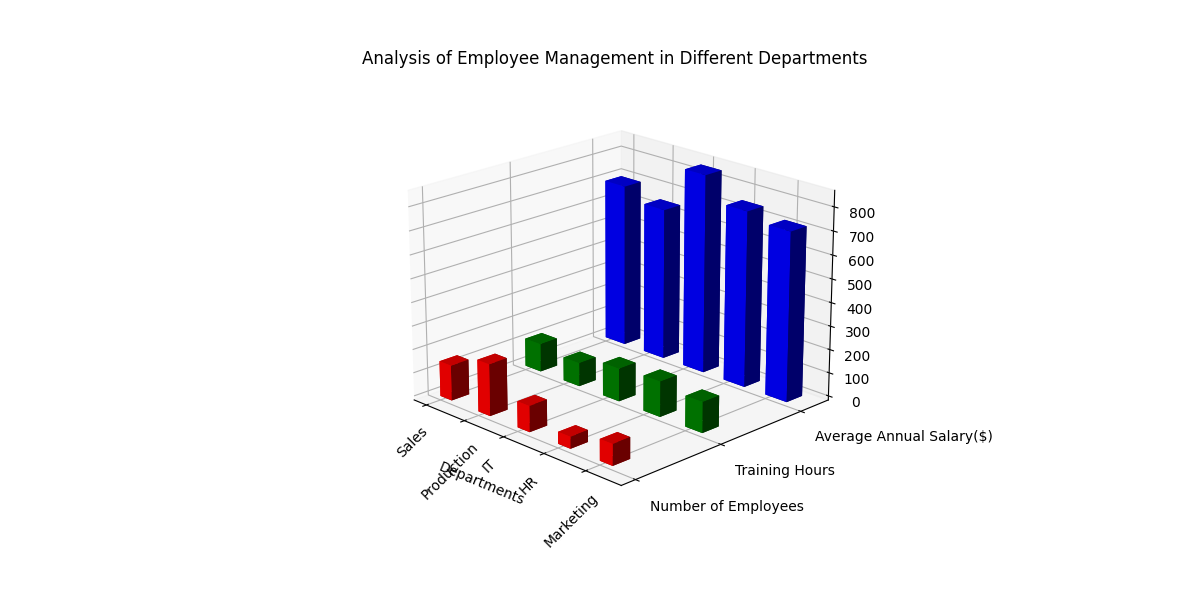 Analysis of Employee Management in Different Departments
800
700
600
500
400
300
200
100
0
Average Annual Salary($)
Training Hours
Number of Employees
Sales
Production
IT
HR
Marketing
Departments